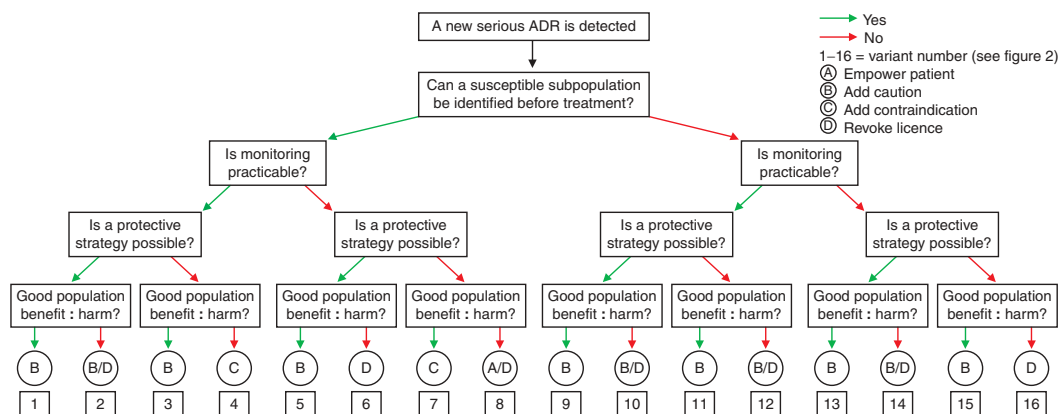 A new serious ADR is detected
Yes
No
1–16 = variant number (see figure 2)
A Empower patient
B Add caution
C Add contraindication
D Revoke licence
Can a susceptible subpopulation
be identified before treatment?
Is monitoring
practicable?
Is monitoring
practicable?
Is a protective
strategy possible?
Is a protective
strategy possible?
Is a protective
strategy possible?
Is a protective
strategy possible?
Good population
benefit : harm?
Good population
benefit : harm?
Good population
benefit : harm?
Good population
benefit : harm?
Good population
benefit : harm?
Good population
benefit : harm?
Good population
benefit : harm?
Good population
benefit : harm?
B B/D B C B D C A/D B B/D B B/D B B/D B D
1 2 3 4 5 6 7 8 9 10 11 12 13 14 15 16